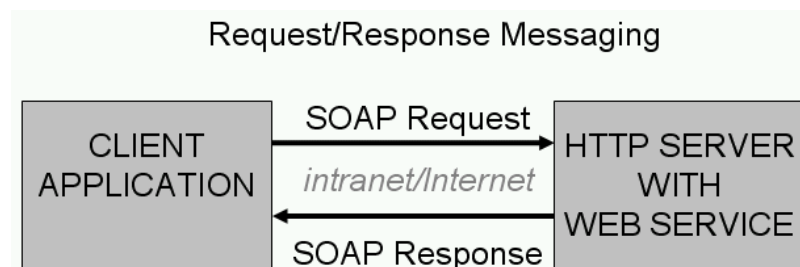 Request/Response Messaging
CLIENT
APPLICATION
SOAP Request
intranet/Internet
SOAP Response
HTTP SERVER
WITH
WEB SERVICE